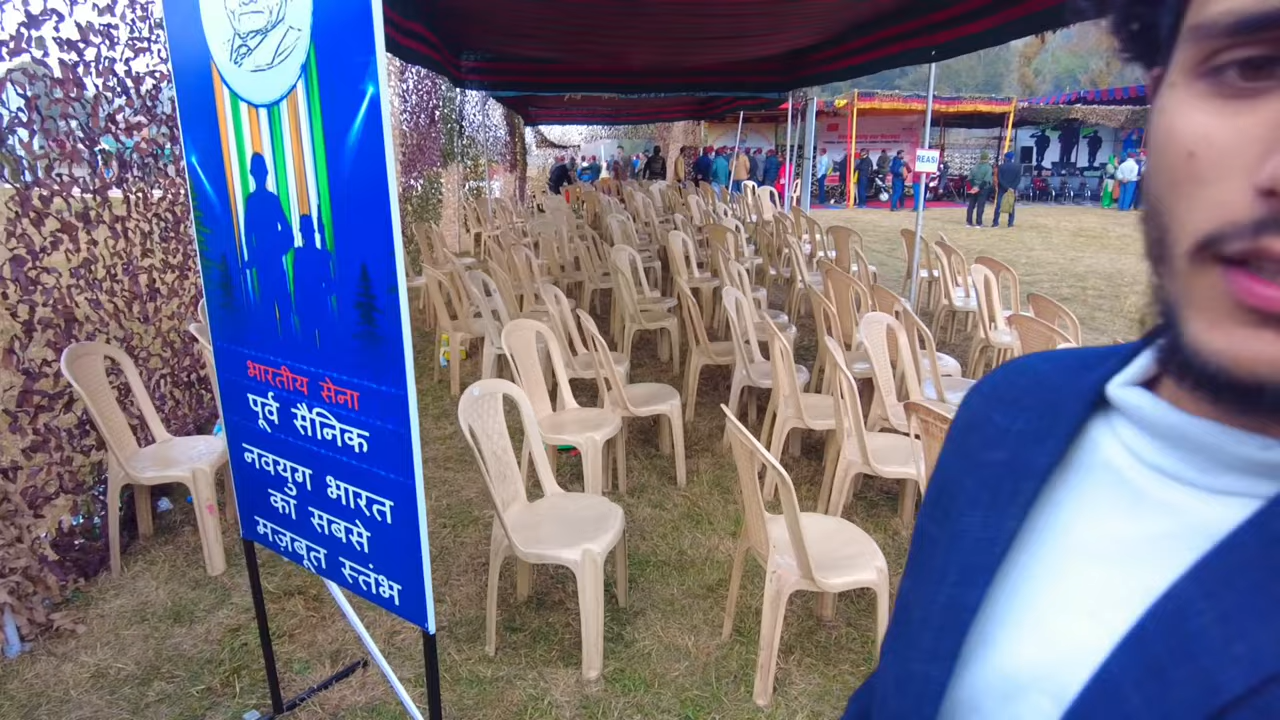 भारतीय सेना
पूर्व सैनिक
नवयुग भारत
का सबसे
मज़बूत स्तंभ
REASI